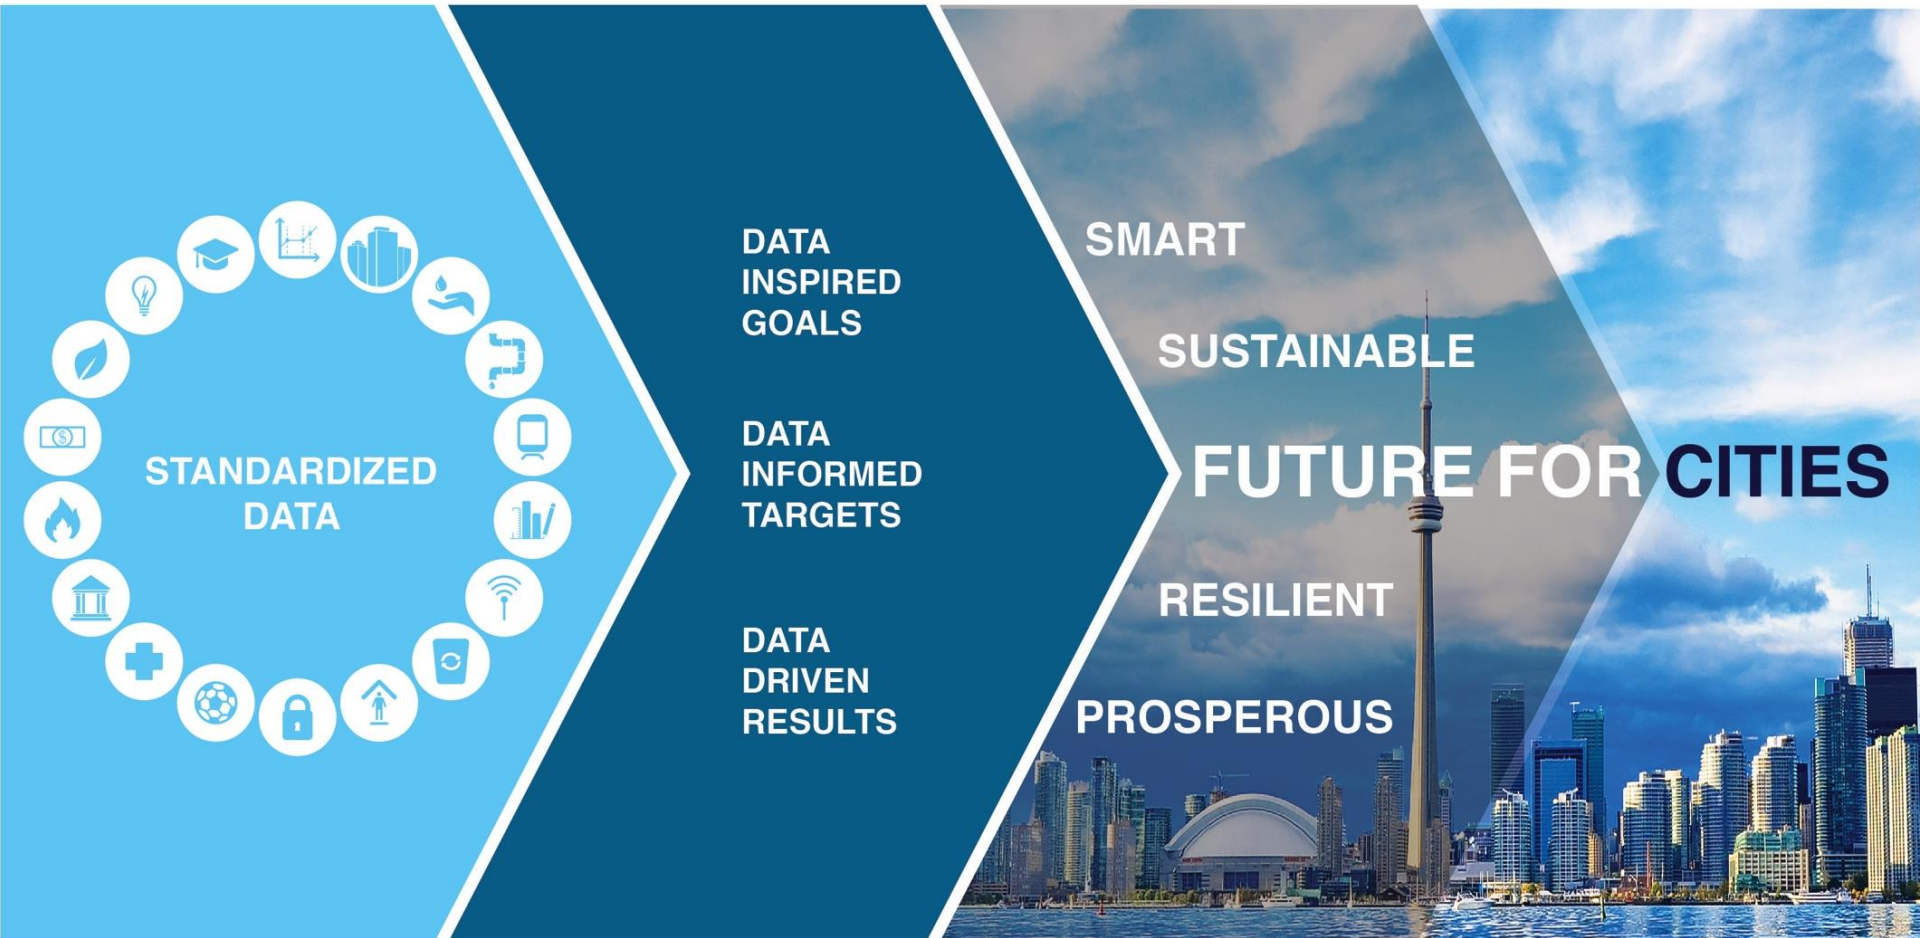 STANDARDIZED
DATA
DATA
INSPIRED
GOALS
DATA
INFORMED
TARGETS
DATA
DRIVEN
RESULTS
SMART
SUSTAINABLE
FUTURE FOR CITIES
RESILIENT
PROSPEROUS